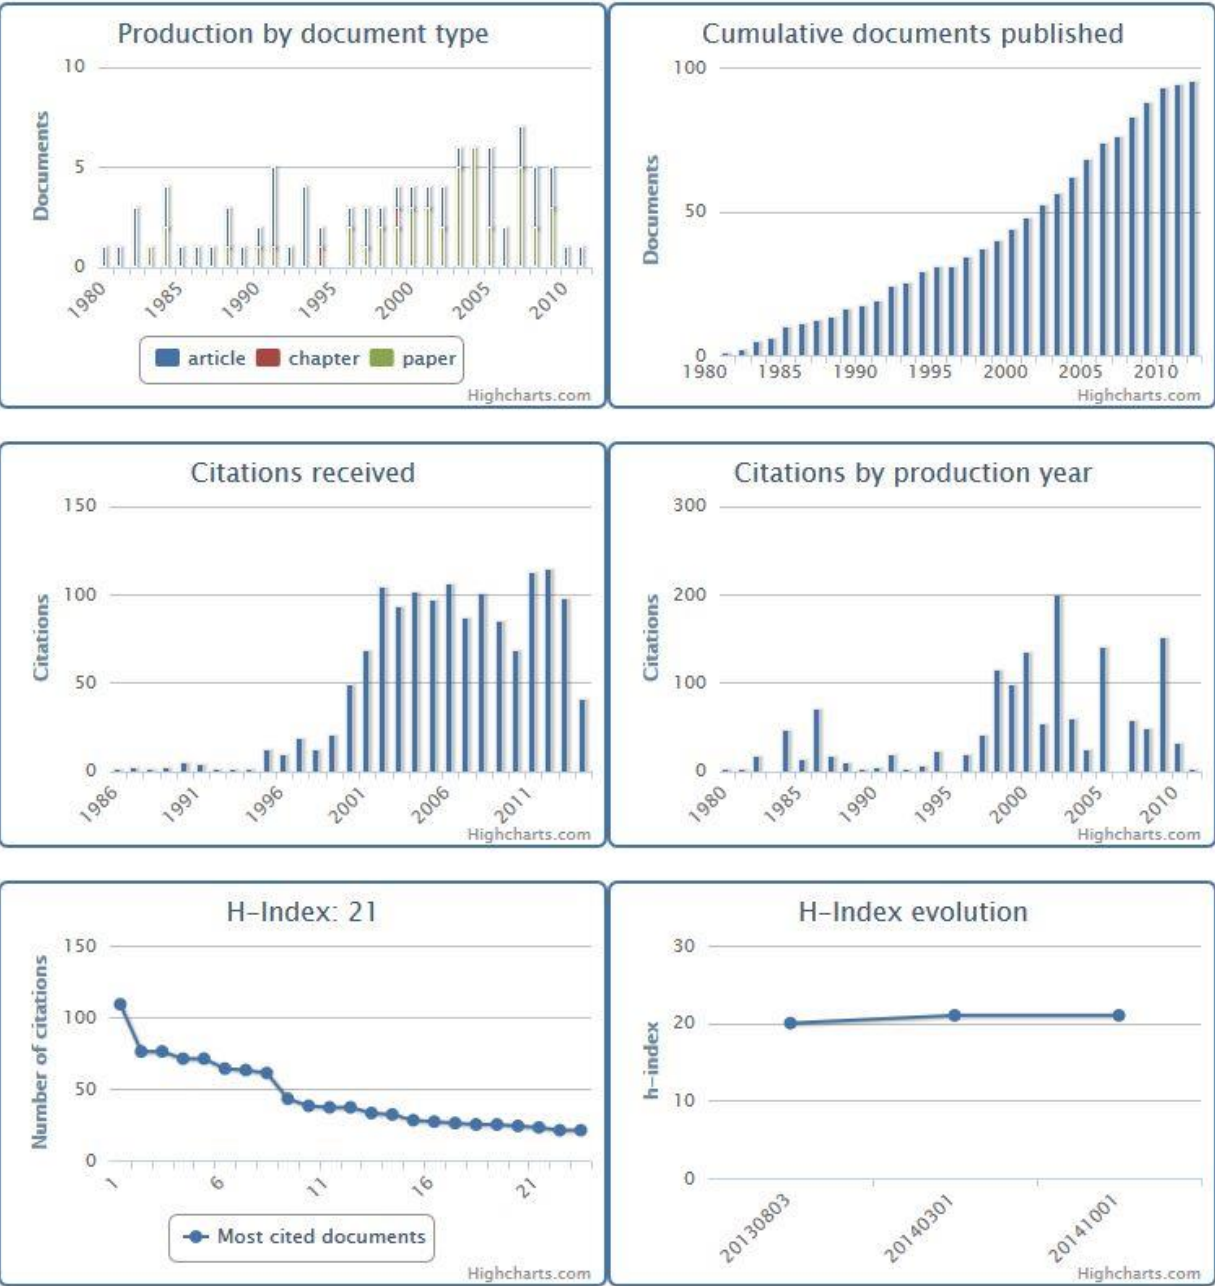 Production by document type
10
5
0
Documents
1980
1985
1990
1995
2000
2005
2010
article
chapter
paper
Highcharts.com
Cumulative documents published
100
50
0
Documents
1980
1985
1990
1995
2000
2005
2010
Highcharts.com
Citations received
150
100
50
0
Citations
1986
1991
1996
2001
2006
2011
Highcharts.com
Citations by production year
300
200
100
0
Citations
1980
1985
1990
1995
2000
2005
2010
Highcharts.com
H-Index: 21
150
100
50
0
Number of citations
1
6
11
16
21
Most cited documents
Highcharts.com
H-Index evolution
30
20
10
0
h-index
20130803
20140301
20141001
Highcharts.com